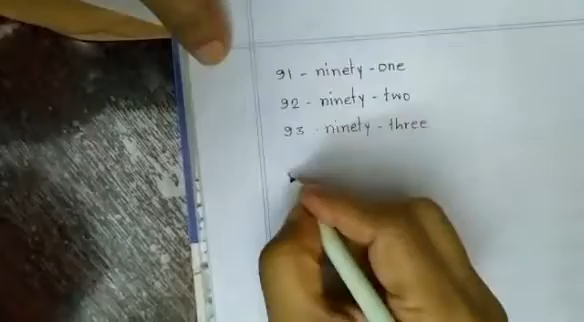 91 - ninety - one
92 - ninety - two
93 - ninety - three